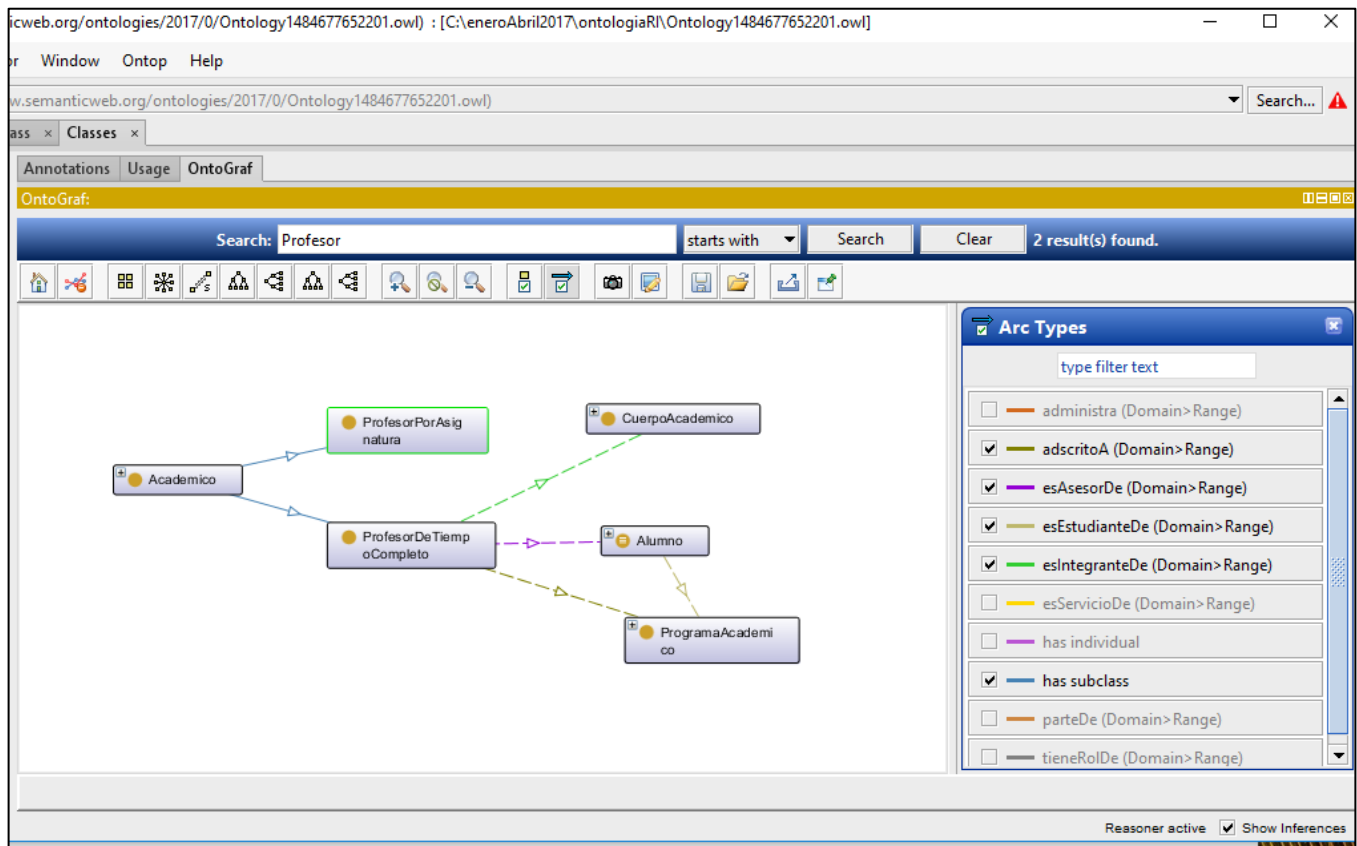 icweb.org/ontologies/2017/0/Ontology1484677652201.owl) : [C:\eneroAbril2017\ontologiaRI\Ontology1484677652201.owl]
Window Ontop Help
w.semanticweb.org/ontologies/2017/0/Ontology1484677652201.owl)
Search...
ass × Classes ×
Annotations Usage OntoGraf
OntoGraf:
Search: Profesor starts with Search Clear 2 result(s) found.
Arc Types
type filter text
administra (Domain>Range)
adscritoA (Domain>Range)
esAsesorDe (Domain>Range)
esEstudianteDe (Domain>Range)
esIntegranteDe (Domain>Range)
esServicioDe (Domain>Range)
has individual
has subclass
parteDe (Domain>Range)
tieneRolDe (Domain>Range)
ProfesorPorAsig
natura
CuerpoAcademico
Academico
ProfesorDeTiemp
oCompleto
Alumno
ProgramaAcademi
co
Reasoner active Show Inferences